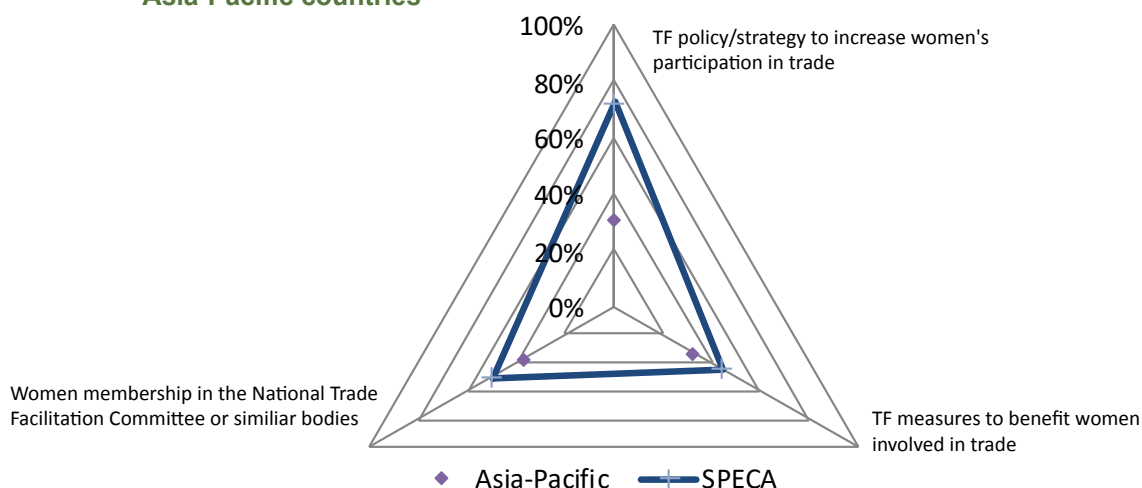 Asia-Pacific countries
100%
TF policy/strategy to increase women's
participation in trade
80%
60%
40%
20%
0%
Women membership in the National Trade
Facilitation Committee or similiar bodies
TF measures to benefit women
involved in trade
Asia-Pacific
SPECA